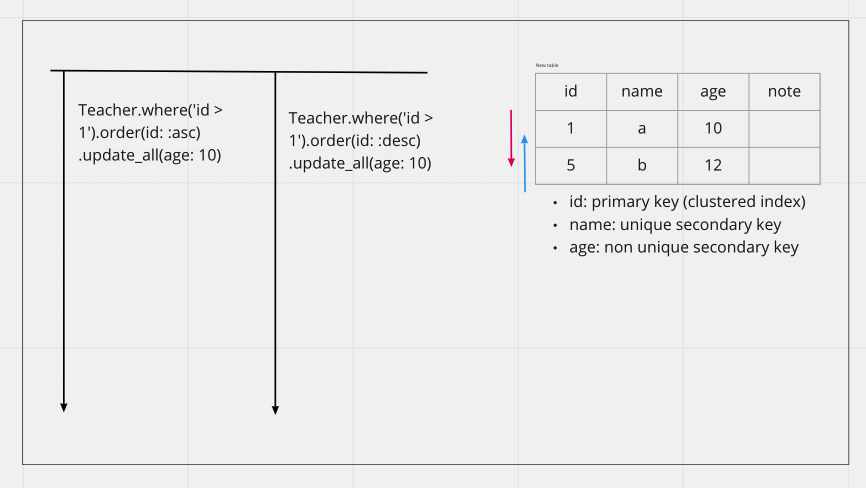 Teacher.where('id >
1').order(id: :asc)
.update_all(age: 10)
Teacher.where('id >
1').order(id: :desc)
.update_all(age: 10)
New table
id name age note
1 a 10
5 b 12
• id: primary key (clustered index)
• name: unique secondary key
• age: non unique secondary key